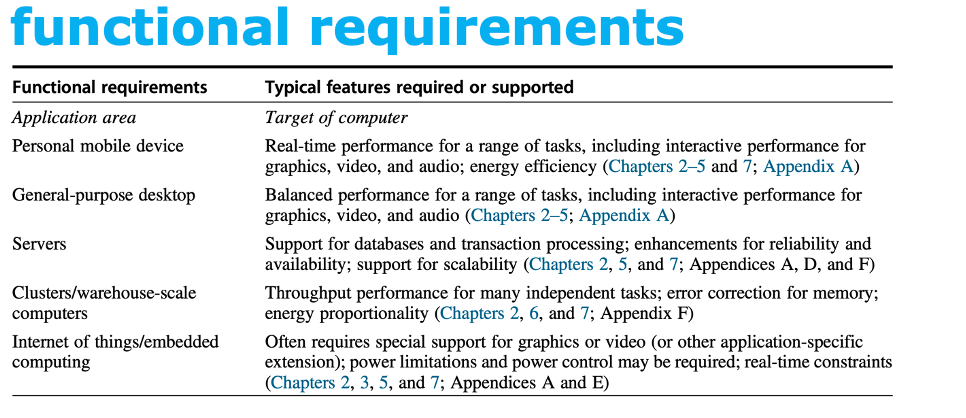 functional requirements
Functional requirements Typical features required or supported
Application area Target of computer
Personal mobile device Real-time performance for a range of tasks, including interactive performance for
graphics, video, and audio; energy efficiency (Chapters 2–5 and 7; Appendix A)
General-purpose desktop Balanced performance for a range of tasks, including interactive performance for
graphics, video, and audio (Chapters 2–5; Appendix A)
Servers Support for databases and transaction processing; enhancements for reliability and
availability; support for scalability (Chapters 2, 5, and 7; Appendices A, D, and F)
Clusters/warehouse-scale Throughput performance for many independent tasks; error correction for memory;
computers energy proportionality (Chapters 2, 6, and 7; Appendix F)
Internet of things/embedded Often requires special support for graphics or video (or other application-specific
computing extension); power limitations and power control may be required; real-time constraints
(Chapters 2, 3, 5, and 7; Appendices A and E)